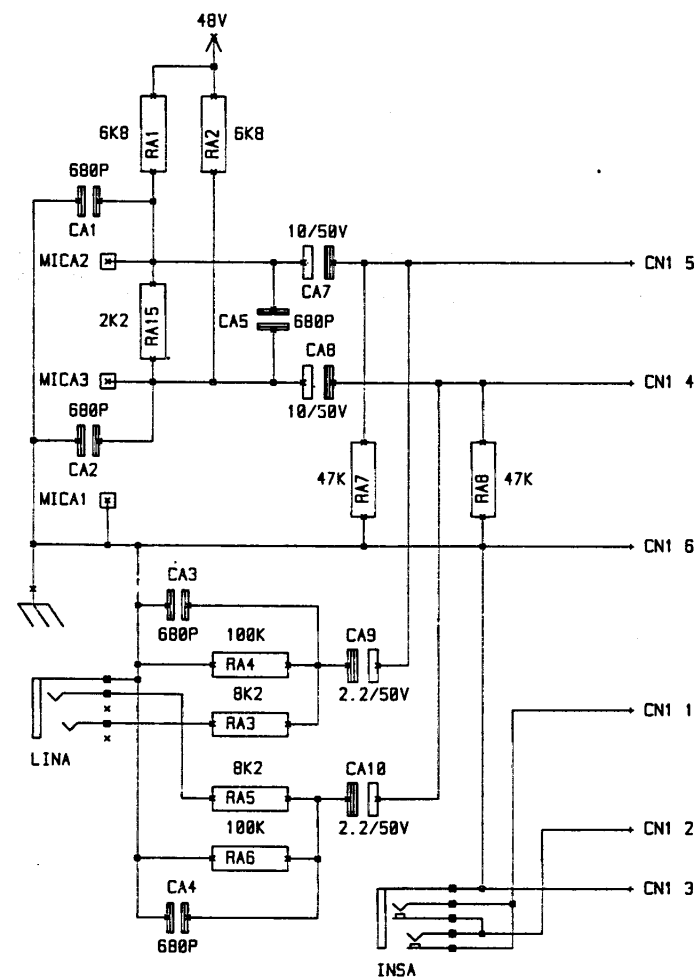 48V
6K8
RA1
RA2
6K8
680P
CA1
10/50V
MICA2
CN1 5
CA7
2K2
RA15
CA5
680P
CA8
MICA3
CN1 4
680P
10/50V
CA2
47K
RA7
RA8
47K
MICA1
CN1 6
CA3
680P
100K
CA9
RA4
2.2/50V
8K2
RA3
CN1 1
LINA
8K2
CA10
RA5
100K
2.2/50V
CN1 2
RA6
CA4
CN1 3
680P
INSA